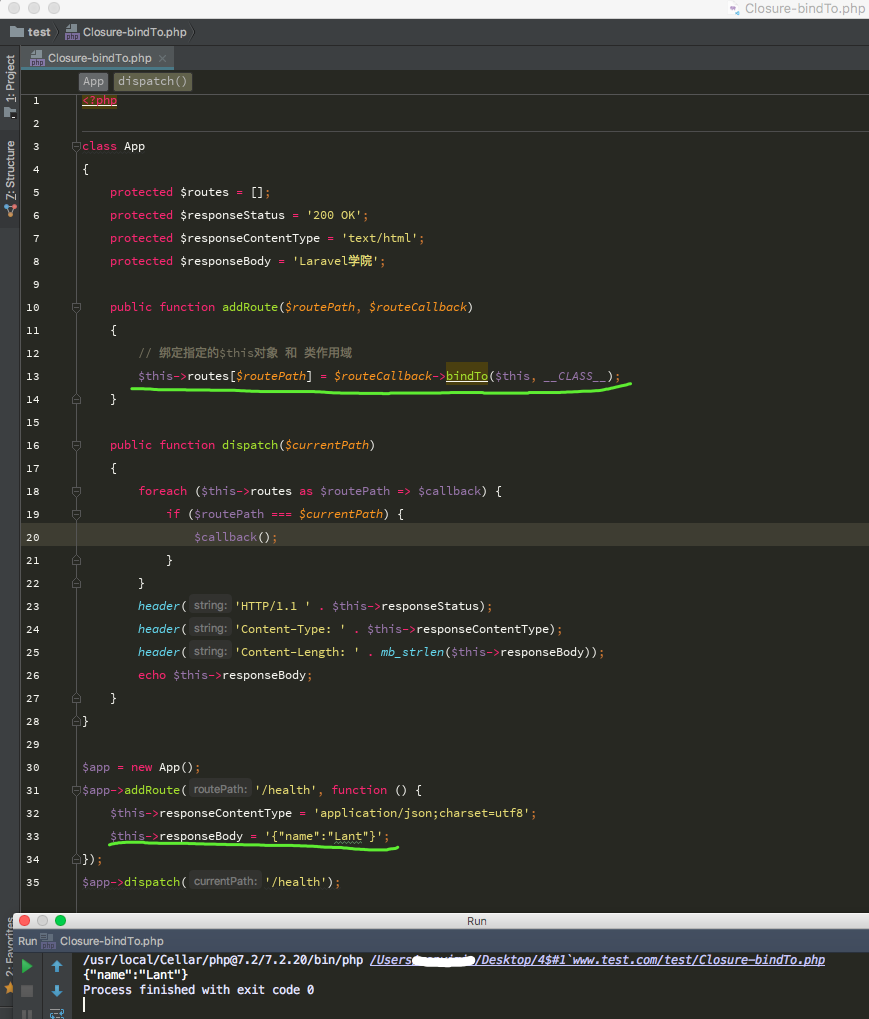 Closure-bindTo.php
test Closure-bindTo.php
Closure-bindTo.php
1: Project
Z: Structure
2: Favorites
App dispatch()
1 <?php
2
3 class App
4 {
5 protected $routes = [];
6 protected $responseStatus = '200 OK';
7 protected $responseContentType = 'text/html';
8 protected $responseBody = 'Laravel学院';
9
10 public function addRoute($routePath, $routeCallback)
11 {
12 // 绑定指定的$this对象 和 类作用域
13 $this->routes[$routePath] = $routeCallback->bindTo($this, __CLASS__);
14 }
15
16 public function dispatch($currentPath)
17 {
18 foreach ($this->routes as $routePath => $callback) {
19 if ($routePath === $currentPath) {
20 $callback();
21 }
22 }
23 header( string: 'HTTP/1.1 ' . $this->responseStatus);
24 header( string: 'Content-Type: ' . $this->responseContentType);
25 header( string: 'Content-Length: ' . mb_strlen($this->responseBody));
26 echo $this->responseBody;
27 }
28 }
29
30 $app = new App();
31 $app->addRoute( routePath: '/health', function () {
32 $this->responseContentType = 'application/json;charset=utf8';
33 $this->responseBody = '{"name":"Lant"}';
34 });
35 $app->dispatch( currentPath: '/health');
Run
Run Closure-bindTo.php
/usr/local/Cellar/php@7.2/7.2.20/bin/php /Users /Desktop/4$#1`www.test.com/test/Closure-bindTo.php
{"name":"Lant"}
Process finished with exit code 0